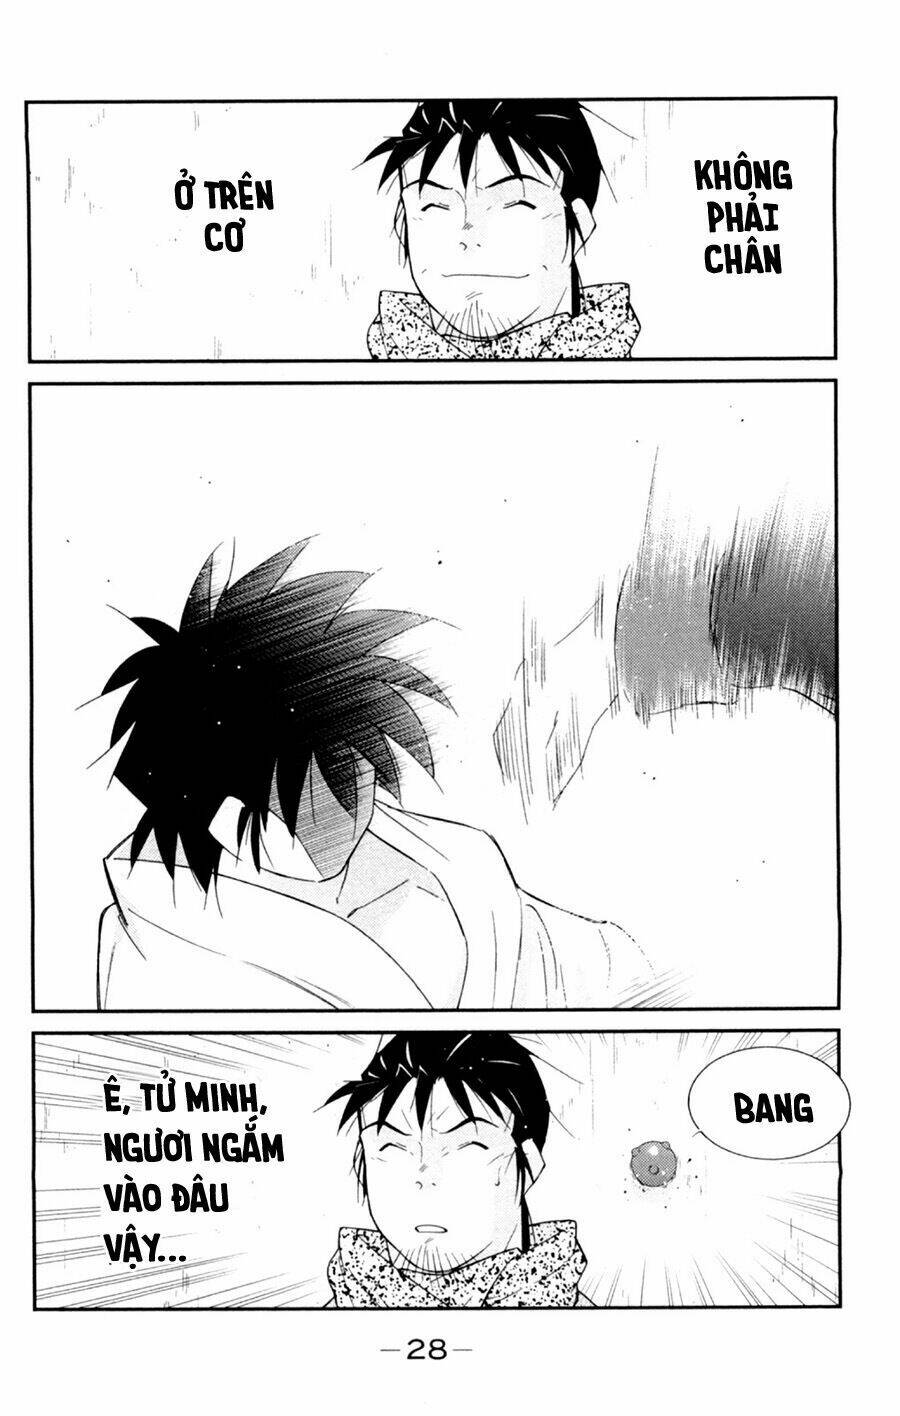 KHÔNG
PHẢI
CHÂN
Ở TRÊN
CƠ
BANG
Ê, TỬ MINH,
NGƯƠI NGẮM
VÀO ĐÂU
VẬY...
—28—